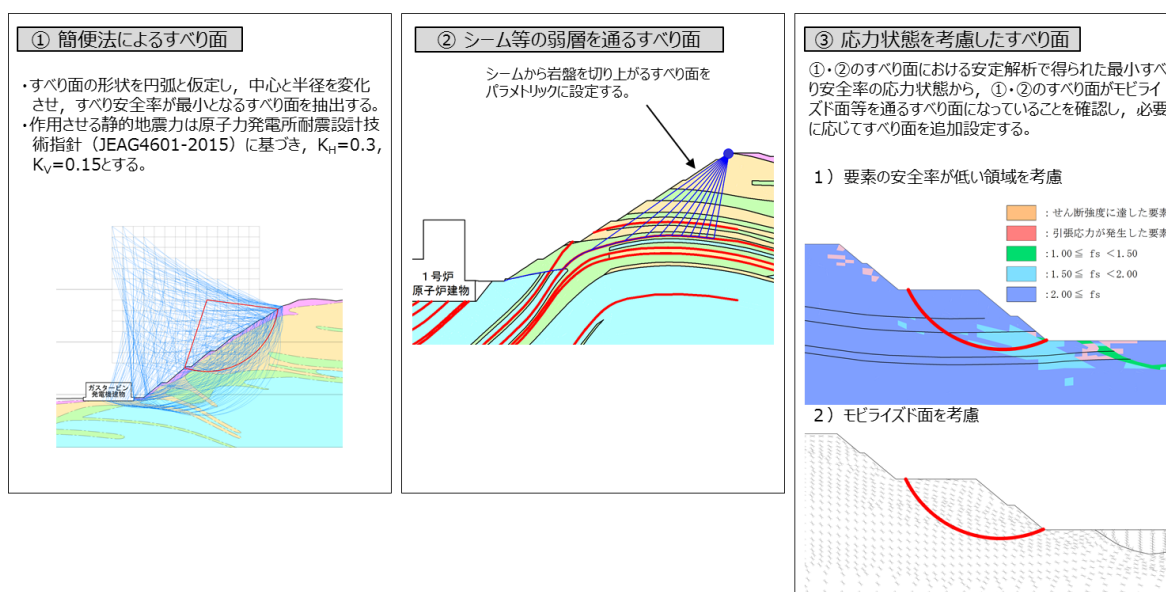 ① 簡便法によるすべり面
・すべり面の形状を円弧と仮定し，中心と半径を変化
させ，すべり安全率が最小となるすべり面を抽出する。
・作用させる静的地震力は原子力発電所耐震設計技
術指針（JEAG4601-2015）に基づき，KH=0.3，
KV=0.15とする。
ガスタービン
発電機建物
② シーム等の弱層を通るすべり面
シームから岩盤を切り上がるすべり面を
パラメトリックに設定する。
１号炉
原子炉建物
③ 応力状態を考慮したすべり面
①・②のすべり面における安定解析で得られた最小すべ
り安全率の応力状態から，①・②のすべり面がモビライ
ズド面等を通るすべり面になっていることを確認し，必要
に応じてすべり面を追加設定する。
１）要素の安全率が低い領域を考慮
：せん断強度に達した要素
：引張応力が発生した要素
:1.00≦ fs <1.50
:1.50≦ fs <2.00
:2.00≦ fs
２）モビライズド面を考慮